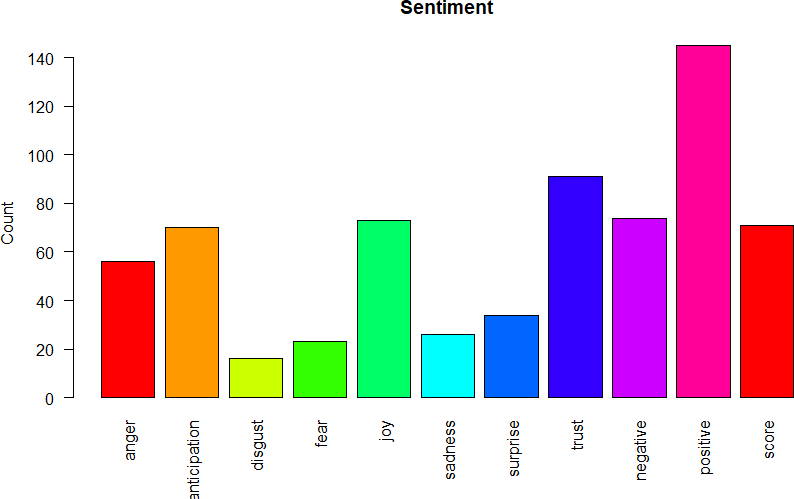 Sentiment
Count
140
120
100
80
60
40
20
0
anger
anticipation
disgust
fear
joy
sadness
surprise
trust
negative
positive
score